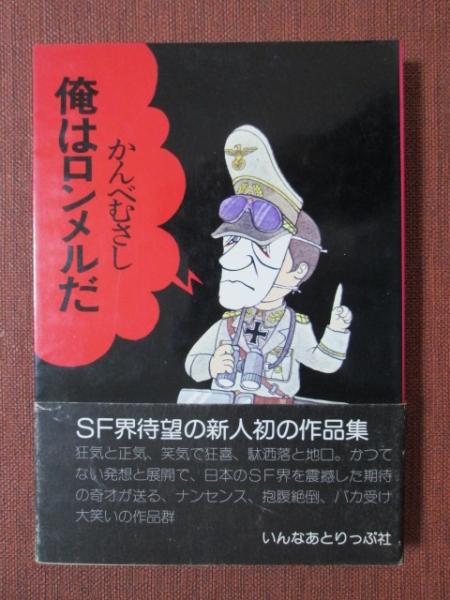 俺はロンメルだ
かんべむさし
SF界待望の新人初の作品集
狂気と正気、笑気で狂喜、駄洒落と地口。かつて
ない発想と展開で、日本のSF界を震撼した期待
の奇才が送る、ナンセンス、抱腹絶倒、バカ受け
大笑いの作品群
いんなあとりっぷ社